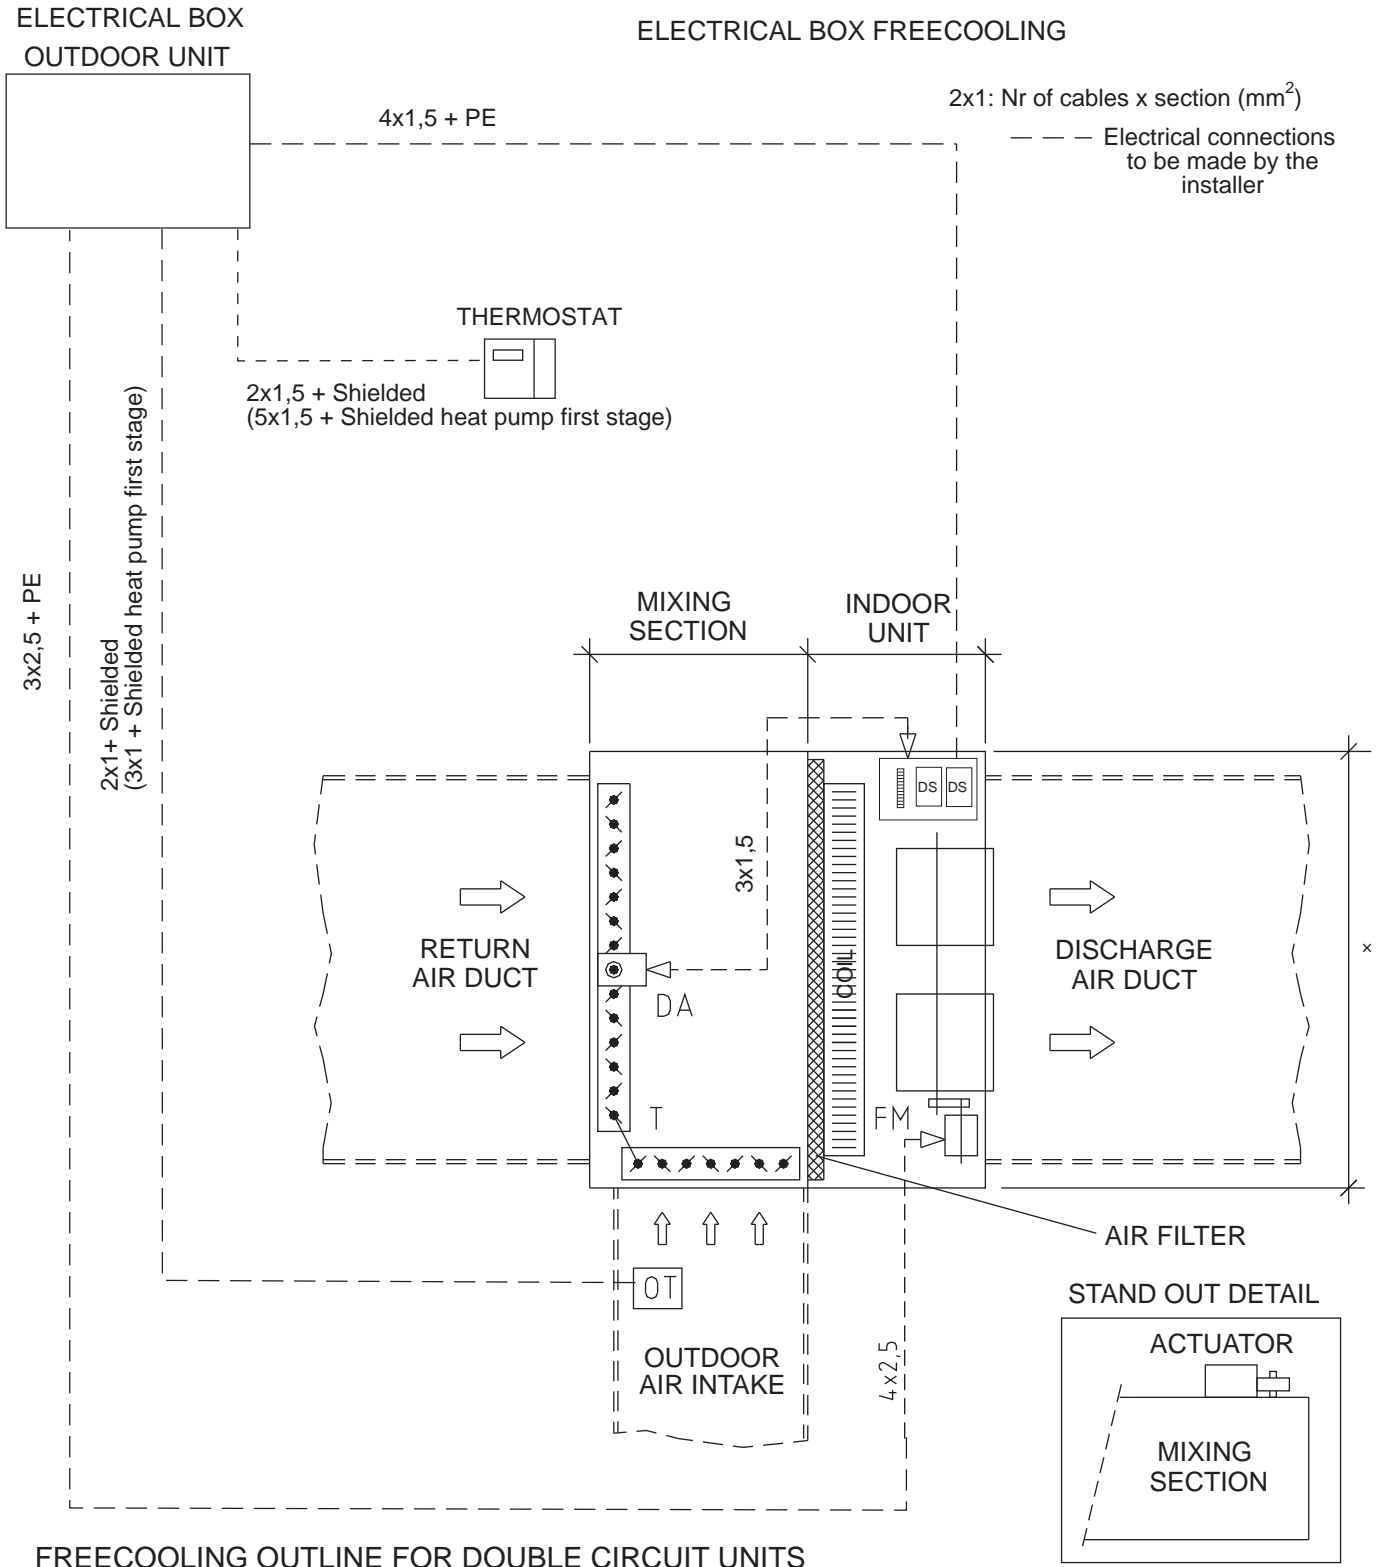 ELECTRICAL BOX
OUTDOOR UNIT
ELECTRICAL BOX FREECOOLING
2x1: Nr of cables x section (mm²)
Electrical connections
to be made by the
installer
4x1,5 + PE
THERMOSTAT
2x1,5 + Shielded
(5x1,5 + Shielded heat pump first stage)
3x2,5 + PE
2x1+ Shielded
(3x1 + Shielded heat pump first stage)
MIXING
SECTION
INDOOR
UNIT
DS DS
3x1,5
RETURN
AIR DUCT
COIL
DISCHARGE
AIR DUCT
x
DA
T
FM
AIR FILTER
OT
OUTDOOR
AIR INTAKE
4x2,5
STAND OUT DETAIL
ACTUATOR
MIXING
SECTION
FREECOOLING OUTLINE FOR DOUBLE CIRCUIT UNITS